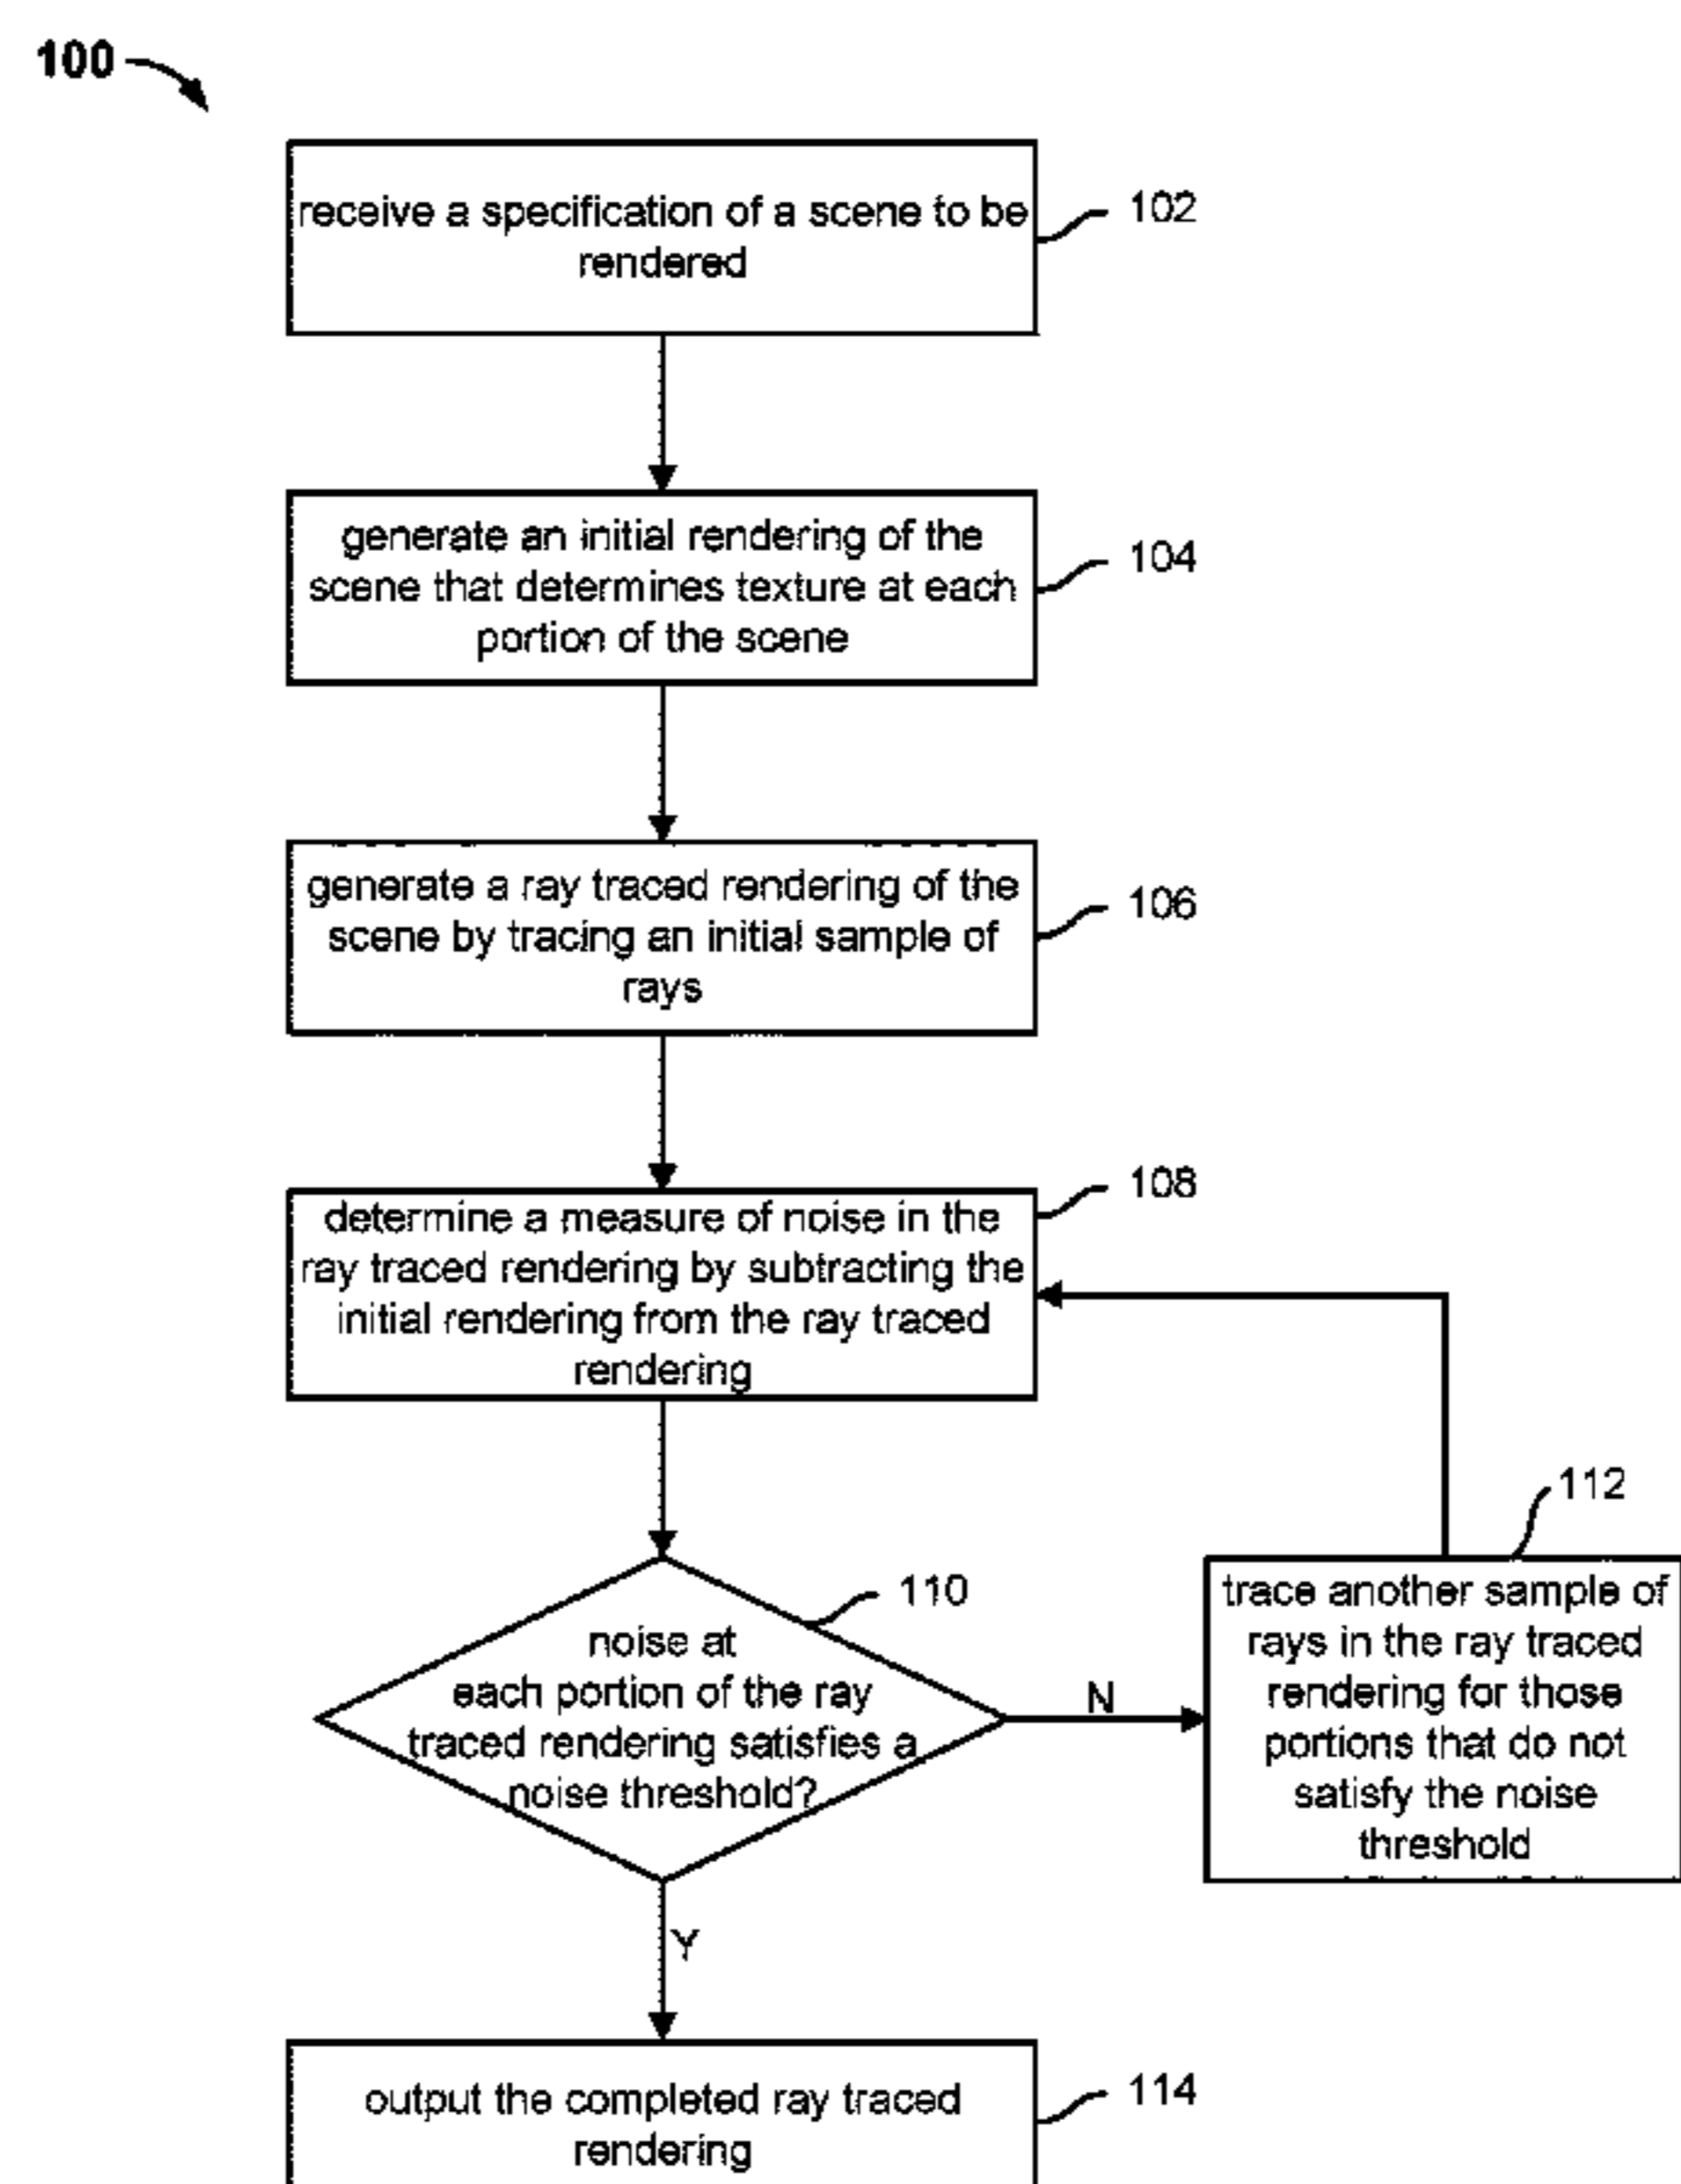 100
receive a specification of a scene to be
rendered
102
generate an initial rendering of the
scene that determines texture at each
portion of the scene
104
generate a ray traced rendering of the
scene by tracing an initial sample of
rays
106
determine a measure of noise in the
ray traced rendering by subtracting the
initial rendering from the ray traced
rendering
108
noise at
each portion of the ray
traced rendering satisfies a
noise threshold?
110
N
trace another sample of
rays in the ray traced
rendering for those
portions that do not
satisfy the noise
threshold
112
Y
output the completed ray traced
rendering
114